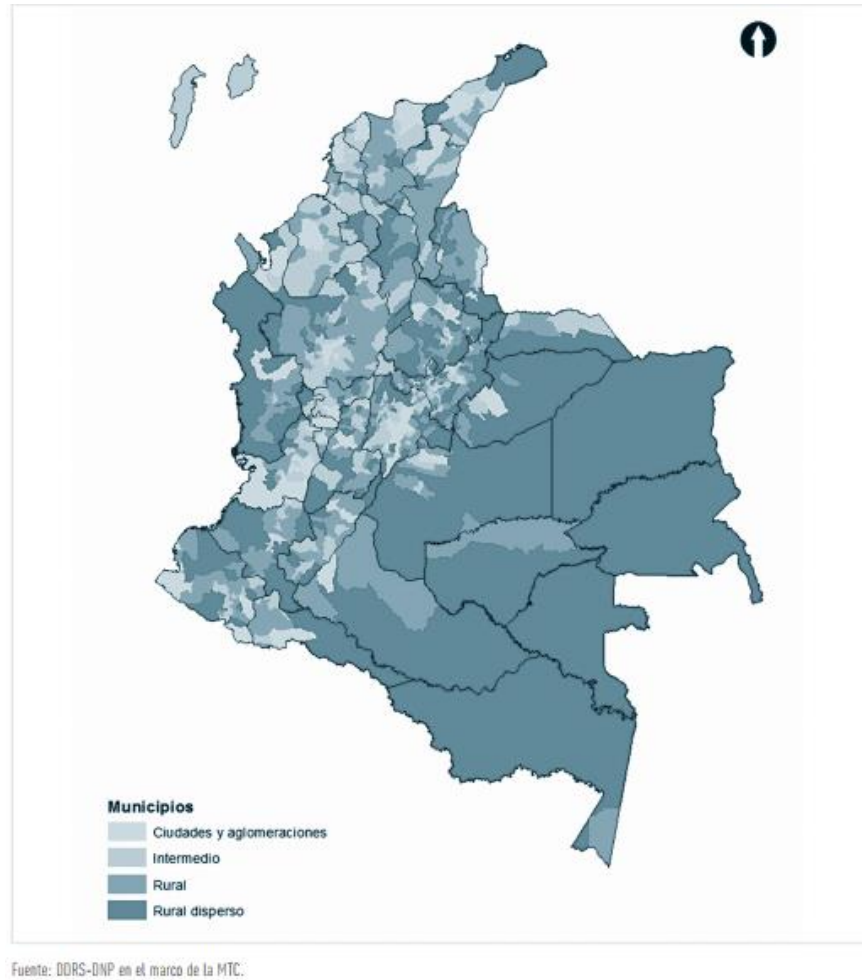 Municipios
Ciudades y aglomeraciones
Intermedio
Rural
Rural disperso
Fuente: DDRS-DNP en el marco de la MTC.